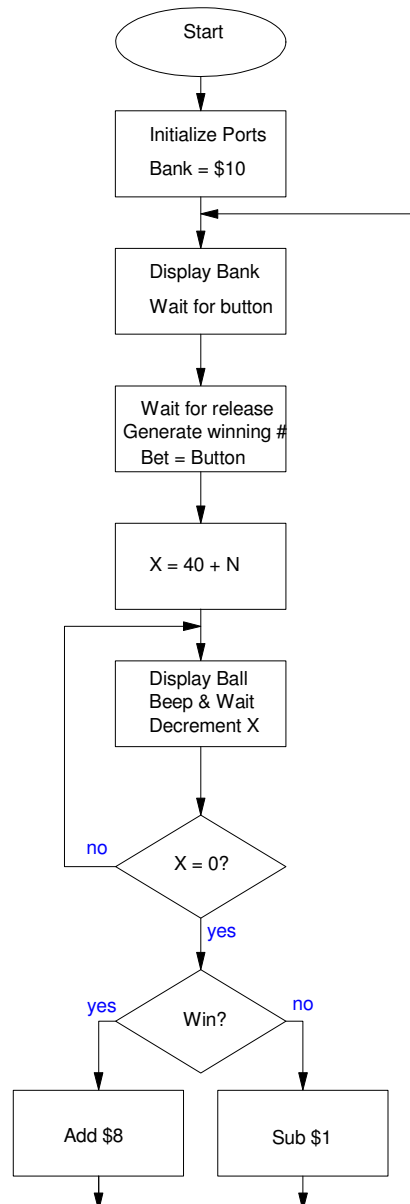 Start
Initialize Ports
Bank = $10
Display Bank
Wait for button
Wait for release
Generate winning #
Bet = Button
X = 40 + N
Display Ball
Beep & Wait
Decrement X
no
X = 0?
yes
yes
Win?
no
Add $8
Sub $1